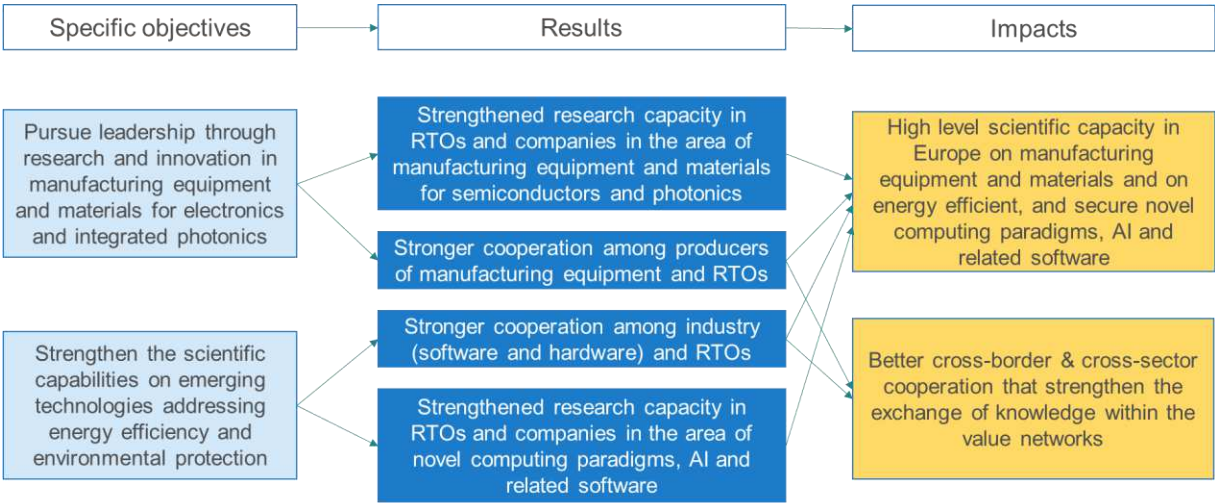 Specific objectives
Results
Impacts
Pursue leadership through
research and innovation in
manufacturing equipment
and materials for electronics
and integrated photonics
Strengthen the scientific
capabilities on emerging
technologies addressing
energy efficiency and
environmental protection
Strengthened research capacity in
RTOs and companies in the area of
manufacturing equipment and materials
for semiconductors and photonics
Stronger cooperation among producers
of manufacturing equipment and RTOs
Stronger cooperation among industry
(software and hardware) and RTOs
Strengthened research capacity in
RTOs and companies in the area of
novel computing paradigms, AI and
related software
High level scientific capacity in
Europe on manufacturing
equipment and materials and on
energy efficient, and secure novel
computing paradigms, AI and
related software
Better cross-border & cross-sector
cooperation that strengthen the
exchange of knowledge within the
value networks